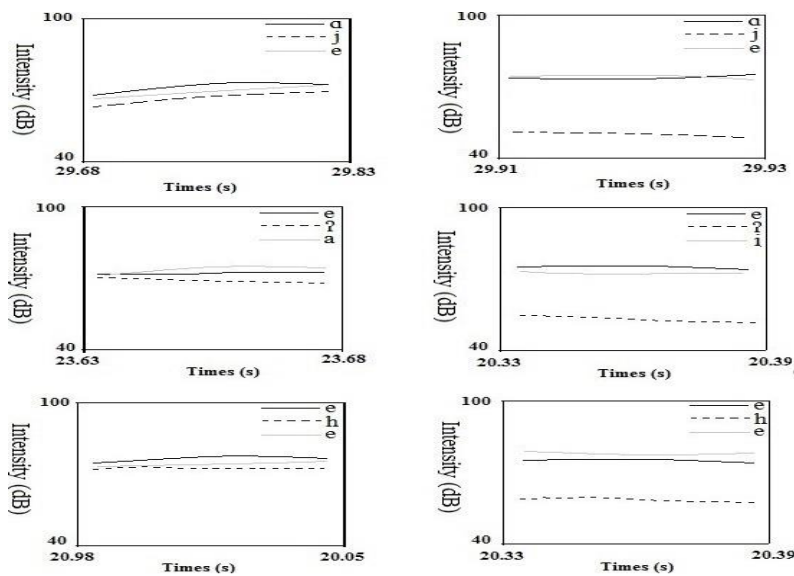 100
ɑ
j
e
Intensity (dB)
40
29.68
29.83
Times (s)
100
ɑ
j
e
Intensity (dB)
40
29.91
29.93
Times (s)
100
e
ʔ
a
Intensity (dB)
40
23.63
23.68
Times (s)
100
e
ʔ
i
Intensity (dB)
40
20.33
20.39
Times (s)
100
e
h
e
Intensity (dB)
40
20.98
20.05
Times (s)
100
e
h
e
Intensity (dB)
40
20.33
20.39
Times (s)